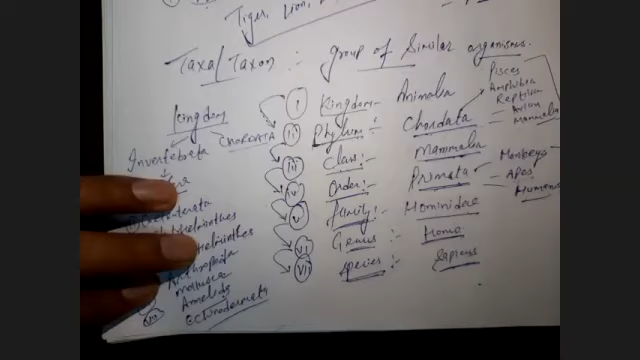 Tiger, Lion,
Taxa/Taxon :- group of Similar organisms.
Kingdom
Invertebrata
CHORDATA
Coelenterata
Arthropoda
mollusca
Annelida
Echinodermata
I Kingdom- Animalia
II Phylum :- Chordata
Pisces
Amphibia
Reptilia
Avian
mammalia
III Class :- Mammalia
IV Order :- Primata
Monkeys
Apes
Humans
V family :- Hominidae
VI Genus :- Homo
VII species :- Sapiens